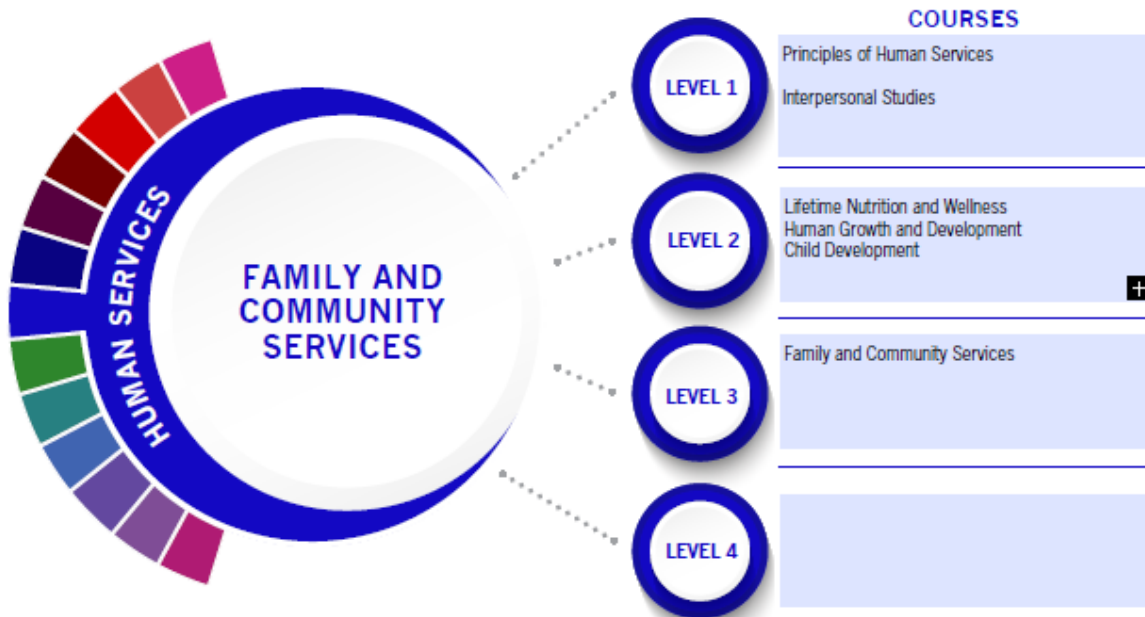 HUMAN SERVICES
FAMILY AND
COMMUNITY
SERVICES
COURSES
LEVEL 1
Principles of Human Services
Interpersonal Studies
LEVEL 2
Lifetime Nutrition and Wellness
Human Growth and Development
Child Development
+
LEVEL 3
Family and Community Services
LEVEL 4